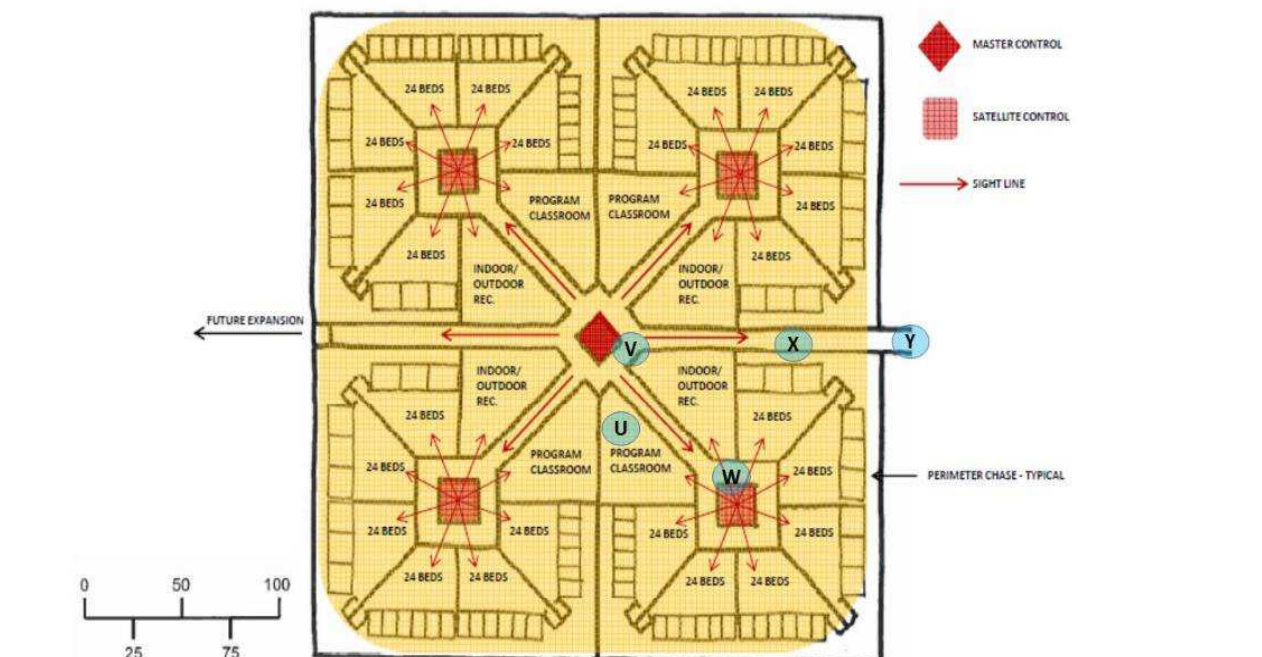 24 BEDS
24 BEDS
24 BEDS
24 BEDS
24 BEDS
24 BEDS
PROGRAM
CLASSROOM
INDOOR/
OUTDOOR
REC.
24 BEDS
24 BEDS
24 BEDS
24 BEDS
24 BEDS
24 BEDS
PROGRAM
CLASSROOM
INDOOR/
OUTDOOR
REC.
MASTER CONTROL
SATELLITE CONTROL
SIGHT LINE
FUTURE EXPANSION
V
X
Y
INDOOR/
OUTDOOR
REC.
24 BEDS
24 BEDS
24 BEDS
24 BEDS
24 BEDS
24 BEDS
PROGRAM
CLASSROOM
INDOOR/
OUTDOOR
REC.
U
PROGRAM
CLASSROOM
W
24 BEDS
24 BEDS
24 BEDS
24 BEDS
24 BEDS
24 BEDS
PERIMETER CHASE - TYPICAL
0 50 100
25 75